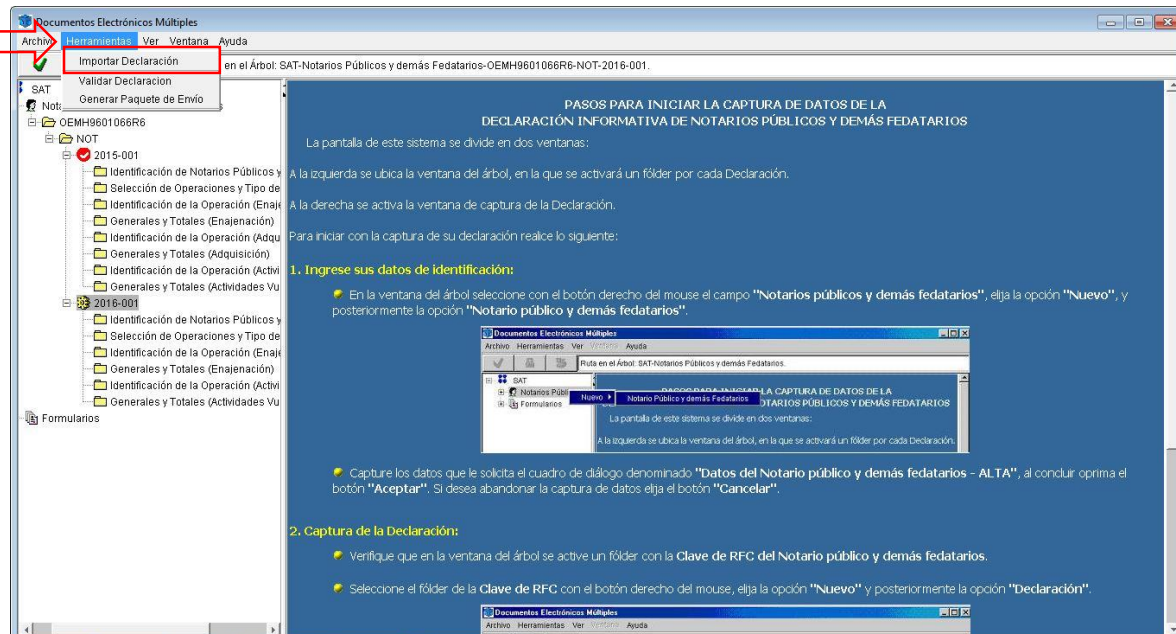 Documentos Electrónicos Múltiples
Archivo Herramientas Ver Ventana Ayuda
Importar Declaración
Validar Declaracion
Generar Paquete de Envío
en el Árbol: SAT-Notarios Públicos y demás Fedatarios-OEMH9601066R6-NOT-2016-001.
SAT
OEMH9601066R6
NOT
2015-001
Identificación de Notarios Públicos y
Selección de Operaciones y Tipo de
Identificación de la Operación (Enaje
Generales y Totales (Enajenación)
Identificación de la Operación (Adqu
Generales y Totales (Adquisición)
Identificación de la Operación (Activi
Generales y Totales (Actividades Vu
2016-001
Identificación de Notarios Públicos y
Selección de Operaciones y Tipo de
Identificación de la Operación (Enaje
Generales y Totales (Enajenación)
Identificación de la Operación (Activi
Generales y Totales (Actividades Vu
Formularios
PASOS PARA INICIAR LA CAPTURA DE DATOS DE LA
DECLARACIÓN INFORMATIVA DE NOTARIOS PÚBLICOS Y DEMÁS FEDATARIOS
La pantalla de este sistema se divide en dos ventanas:
A la izquierda se ubica la ventana del árbol, en la que se activará un fólder por cada Declaración.
A la derecha se activa la ventana de captura de la Declaración.
Para iniciar con la captura de su declaración realice lo siguiente:
1. Ingrese sus datos de identificación:
En la ventana del árbol seleccione con el botón derecho del mouse el campo "Notarios públicos y demás fedatarios", elija la opción "Nuevo", y
posteriormente la opción "Notario público y demás fedatarios".
Documentos Electrónicos Múltiples
Archivo Herramientas Ver Ventana Ayuda
Ruta en el Árbol: SAT-Notarios Públicos y demás Fedatarios.
SAT
Notarios Públi
Formularios
Nuevo
Notario Público y demás Fedatarios
PASOS PARA INICIAR LA CAPTURA DE DATOS DE LA
OTARIOS PÚBLICOS Y DEMÁS FEDATARIOS
La pantalla de este sistema se divide en dos ventanas:
A la izquierda se ubica la ventana del árbol, en la que se activará un fólder por cada Declaración.
Capture los datos que le solicita el cuadro de diálogo denominado "Datos del Notario público y demás fedatarios - ALTA", al concluir oprima el
botón "Aceptar". Si desea abandonar la captura de datos elija el botón "Cancelar".
2. Captura de la Declaración:
Verifique que en la ventana del árbol se active un fólder con la Clave de RFC del Notario público y demás fedatarios.
Seleccione el fólder de la Clave de RFC con el botón derecho del mouse, elija la opción "Nuevo" y posteriormente la opción "Declaración".
Documentos Electrónicos Múltiples
Archivo Herramientas Ver Ventana Ayuda